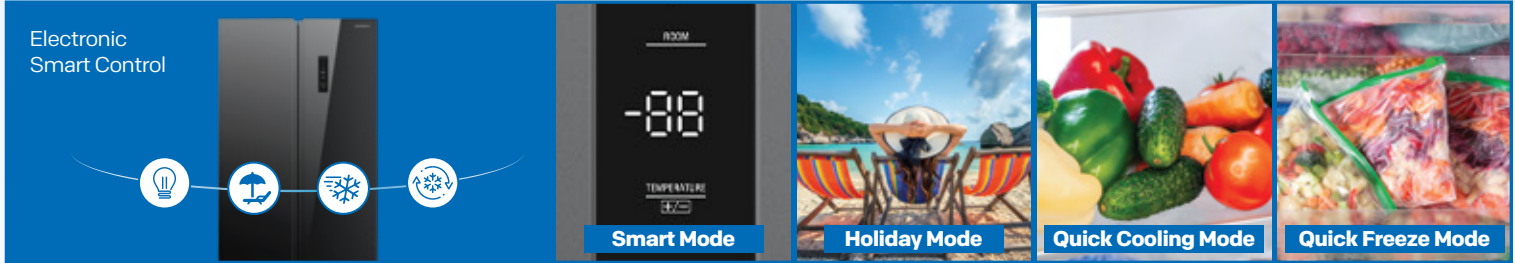 Electronic
Smart Control
ROOM
-88
TEMPERATURE
+/-
Smart Mode
Holiday Mode
Quick Cooling Mode
Quick Freeze Mode